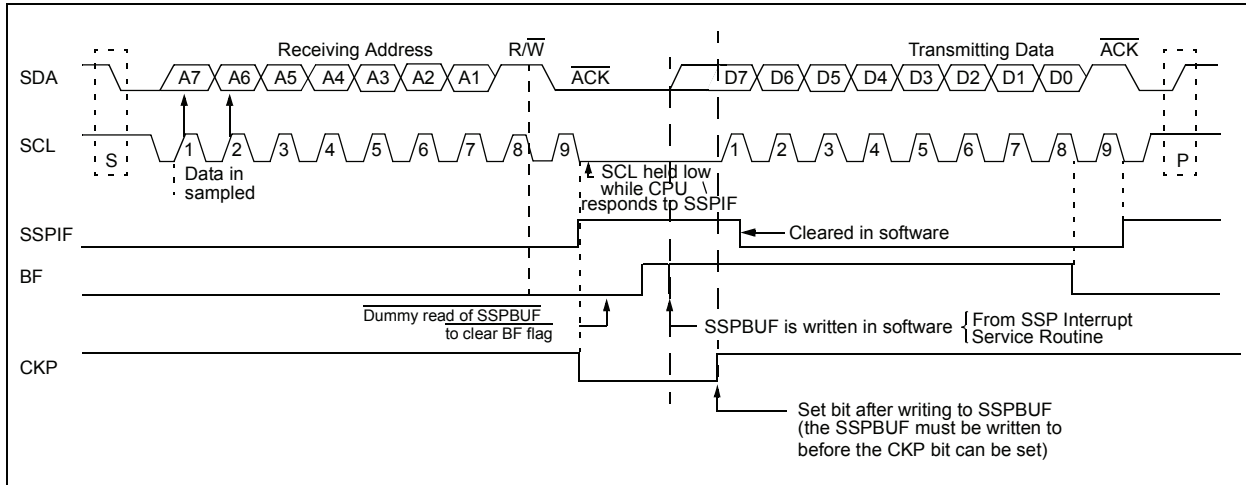 Receiving Address R/W Transmitting Data ACK
SDA A7 A6 A5 A4 A3 A2 A1 ACK D7 D6 D5 D4 D3 D2 D1 D0
SCL S 1 2 3 4 5 6 7 8 9 1 2 3 4 5 6 7 8 9 P
Data in
sampled
SCL held low
while CPU
responds to SSPIF
SSPIF
Cleared in software
BF
Dummy read of SSPBUF
to clear BF flag
SSPBUF is written in software
From SSP Interrupt
Service Routine
CKP
Set bit after writing to SSPBUF
(the SSPBUF must be written to
before the CKP bit can be set)